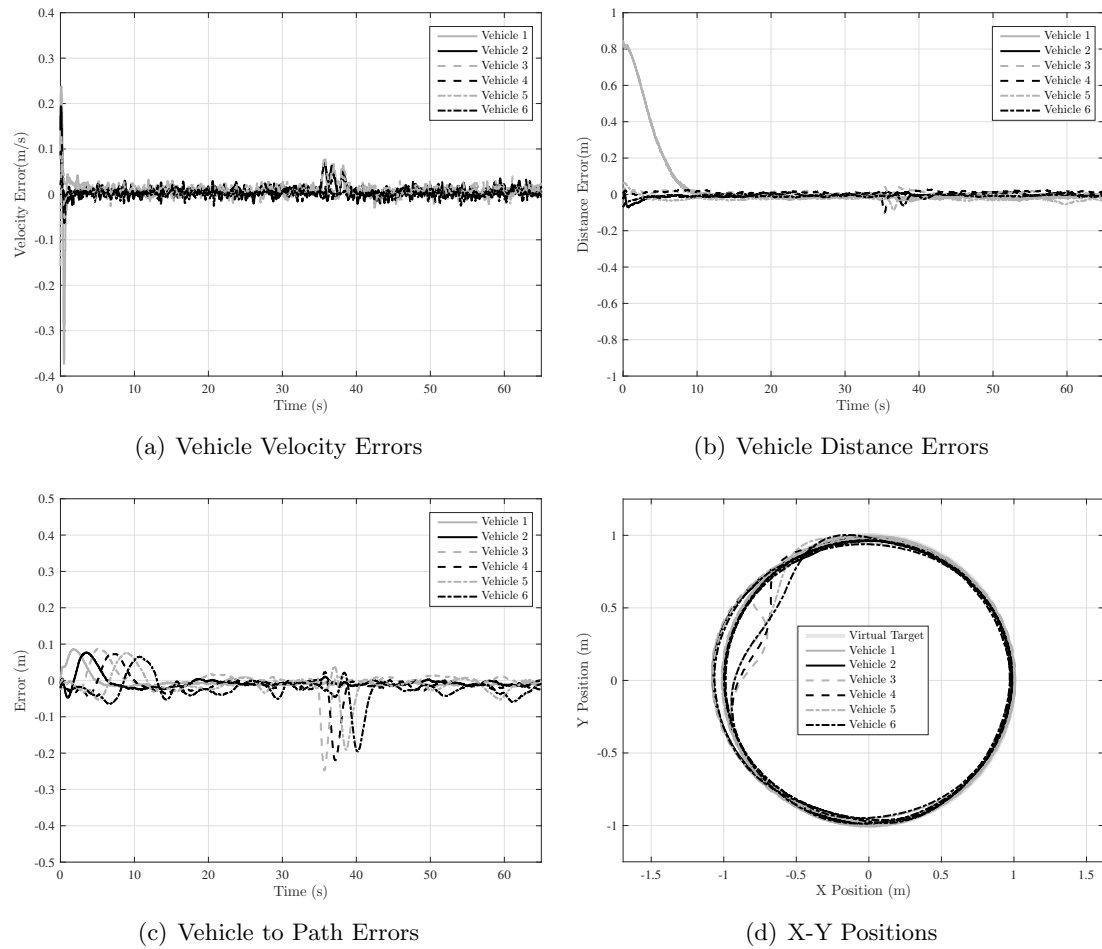 0.4
0.3
0.2
0.1
0
-0.1
-0.2
-0.3
-0.4
Velocity Error(m/s)
0 10 20 30 40 50 60
Time (s)
Vehicle 1
Vehicle 2
Vehicle 3
Vehicle 4
Vehicle 5
Vehicle 6
(a) Vehicle Velocity Errors
1
0.8
0.6
0.4
0.2
0
-0.2
-0.4
-0.6
-0.8
-1
Distance Error(m)
0 10 20 30 40 50 60
Time (s)
Vehicle 1
Vehicle 2
Vehicle 3
Vehicle 4
Vehicle 5
Vehicle 6
(b) Vehicle Distance Errors
0.5
0.4
0.3
0.2
0.1
0
-0.1
-0.2
-0.3
-0.4
-0.5
Error (m)
0 10 20 30 40 50 60
Time (s)
Vehicle 1
Vehicle 2
Vehicle 3
Vehicle 4
Vehicle 5
Vehicle 6
(c) Vehicle to Path Errors
1
0.5
0
-0.5
-1
Y Position (m)
-1.5 -1 -0.5 0 0.5 1 1.5
X Position (m)
Virtual Target
Vehicle 1
Vehicle 2
Vehicle 3
Vehicle 4
Vehicle 5
Vehicle 6
(d) X-Y Positions